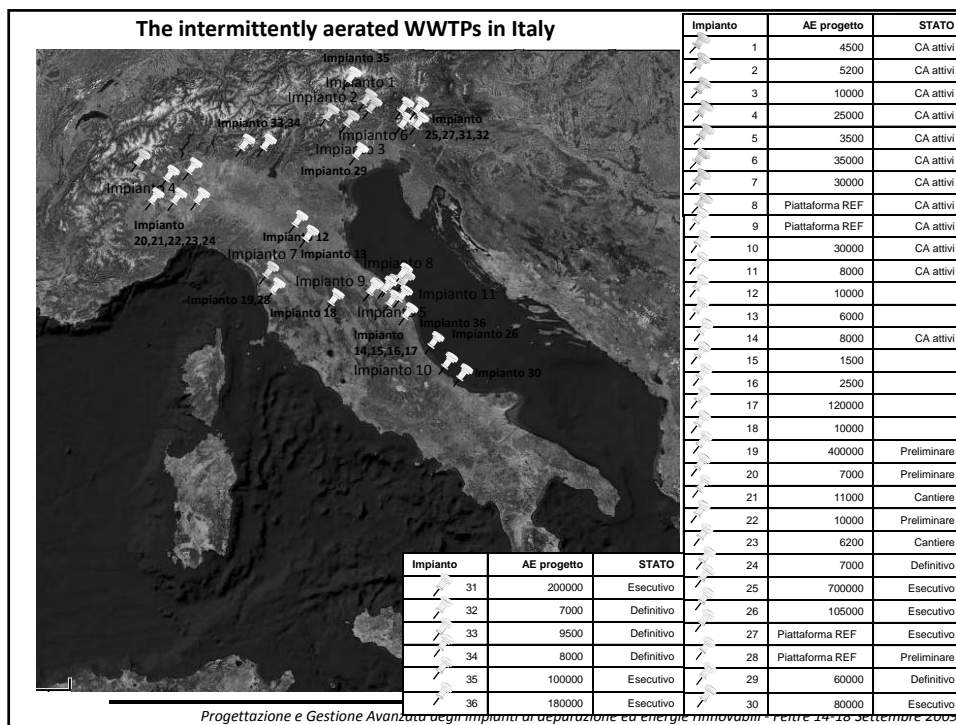 The intermittently aerated WWTPs in Italy
Impianto 35
Impianto 1
Impianto 2
Impianto 33,34
Impianto 6
Impianto
25,27,31,32
Impianto 3
Impianto 29
Impianto 4
Impianto
20,21,22,23,24
Impianto 12
Impianto 7
Impianto 13
Impianto 8
Impianto 9
Impianto 19,28
Impianto 11
Impianto 18
Impianto 5
Impianto 36
Impianto
14,15,16,17
Impianto 26
Impianto 10
Impianto 30
Impianto AE progetto STATO
1 4500 CA attivi
2 5200 CA attivi
3 10000 CA attivi
4 25000 CA attivi
5 3500 CA attivi
6 35000 CA attivi
7 30000 CA attivi
8 Piattaforma REF CA attivi
9 Piattaforma REF CA attivi
10 30000 CA attivi
11 8000 CA attivi
12 10000
13 6000
14 8000 CA attivi
15 1500
16 2500
17 120000
18 10000
19 400000 Preliminare
20 7000 Preliminare
21 11000 Cantiere
22 10000 Preliminare
23 6200 Cantiere
24 7000 Definitivo
25 700000 Esecutivo
26 105000 Esecutivo
27 Piattaforma REF Esecutivo
28 Piattaforma REF Preliminare
29 60000 Definitivo
30 80000 Esecutivo
Impianto AE progetto STATO
31 200000 Esecutivo
32 7000 Definitivo
33 9500 Definitivo
34 8000 Definitivo
35 100000 Esecutivo
36 180000 Esecutivo
Progettazione e Gestione Avanzata degli impianti di depurazione ed energie rinnovabili - Feltre 14-18 Settembre 2009